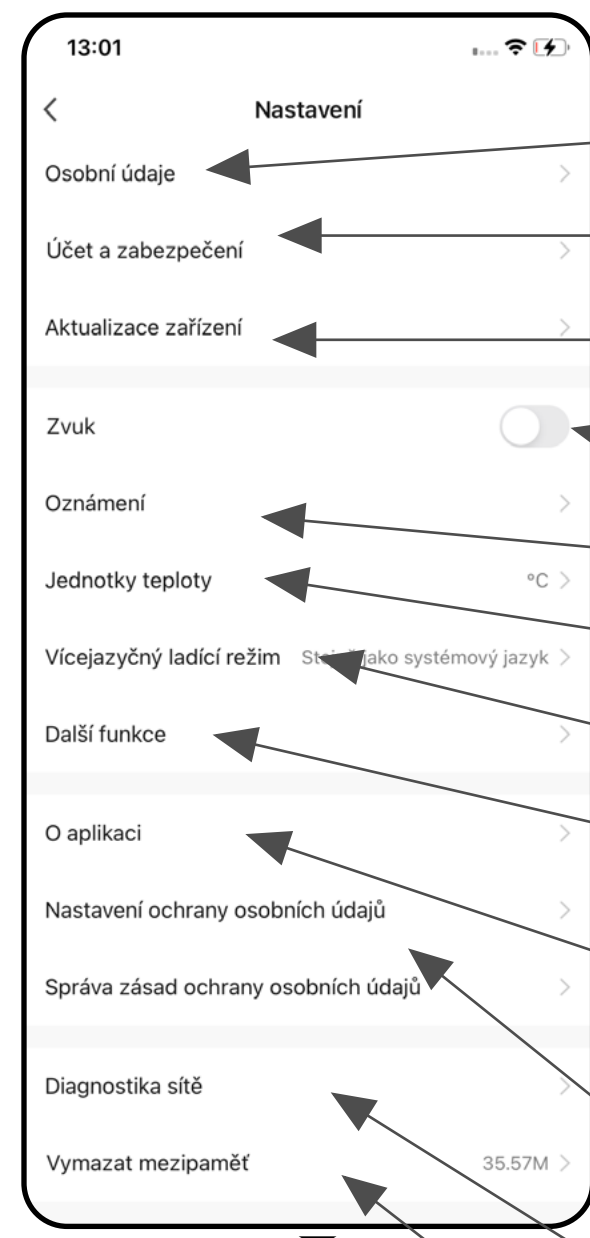 13:01
Nastavení
Osobní údaje
Účet a zabezpečení
Aktualizace zařízení
Zvuk
Oznámení
Jednotky teploty °C
Vícejazyčný ladící režim jako systémový jazyk
Další funkce
O aplikaci
Nastavení ochrany osobních údajů
Správa zásad ochrany osobních údajů
Diagnostika sítě
Vymazat mezipaměť 35.57M